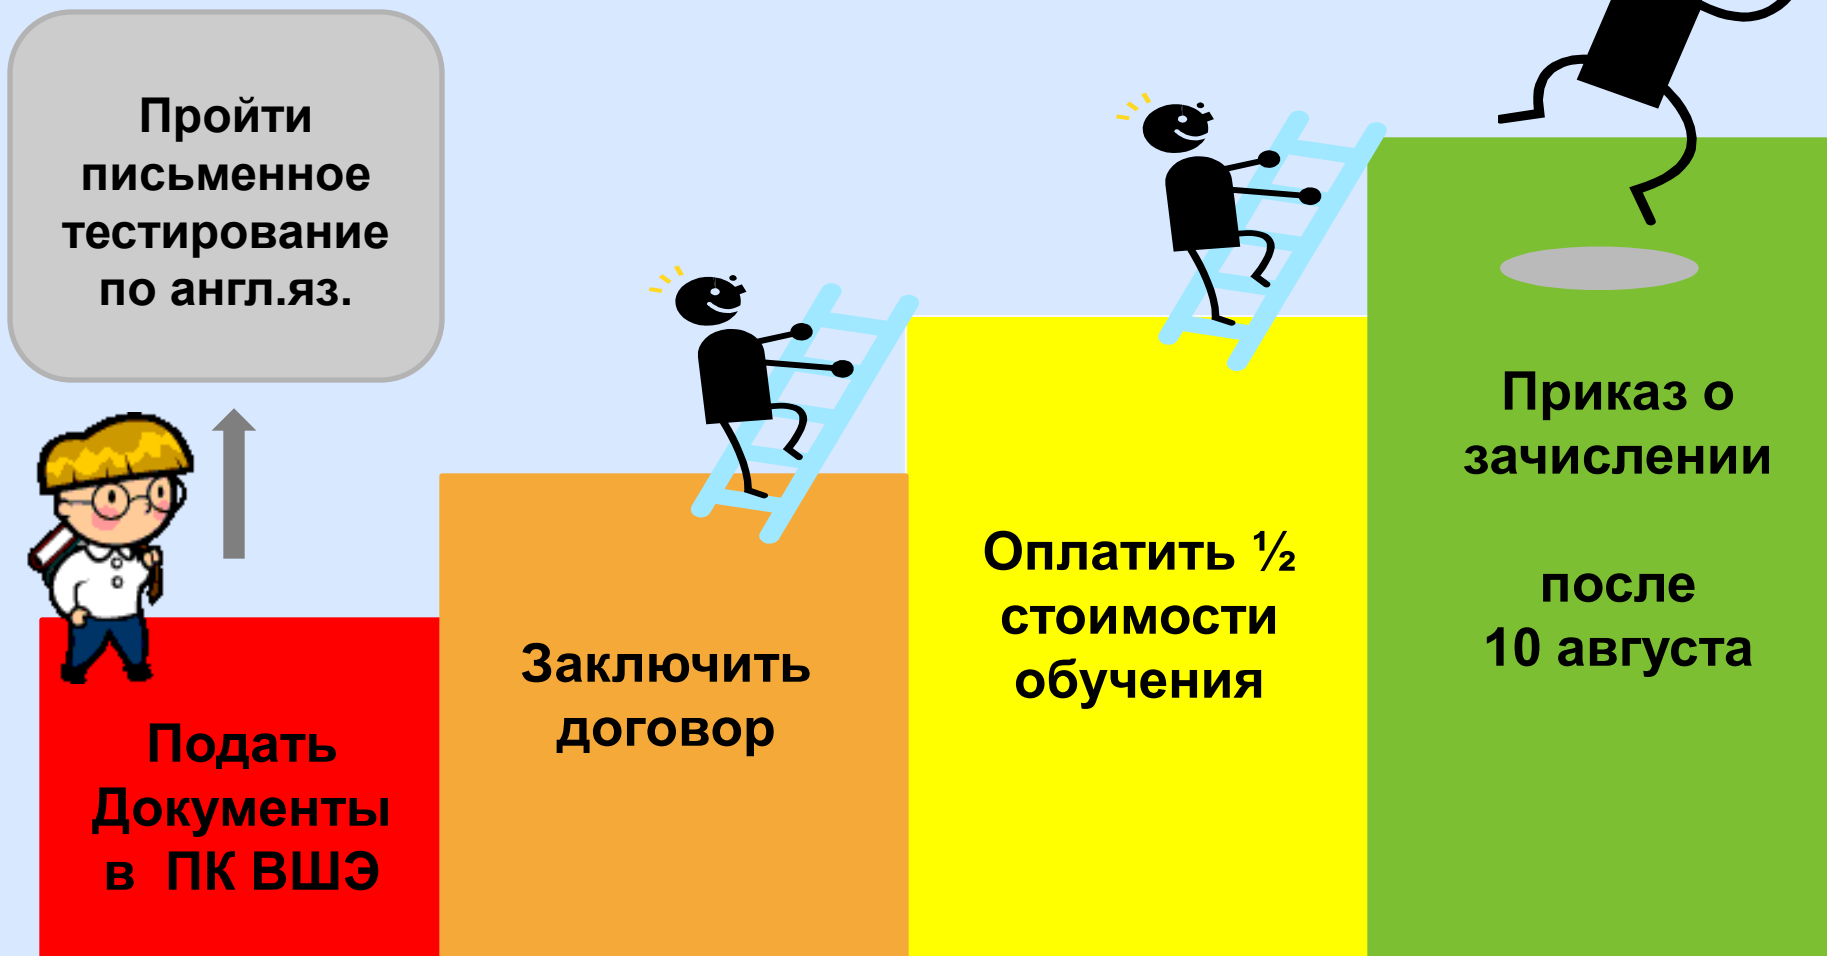 Пройти
письменное
тестирование
по англ.яз.
Подать
Документы
в ПК ВШЭ
Заключить
договор
Оплатить ½
стоимости
обучения
Приказ о
зачислении
после
10 августа